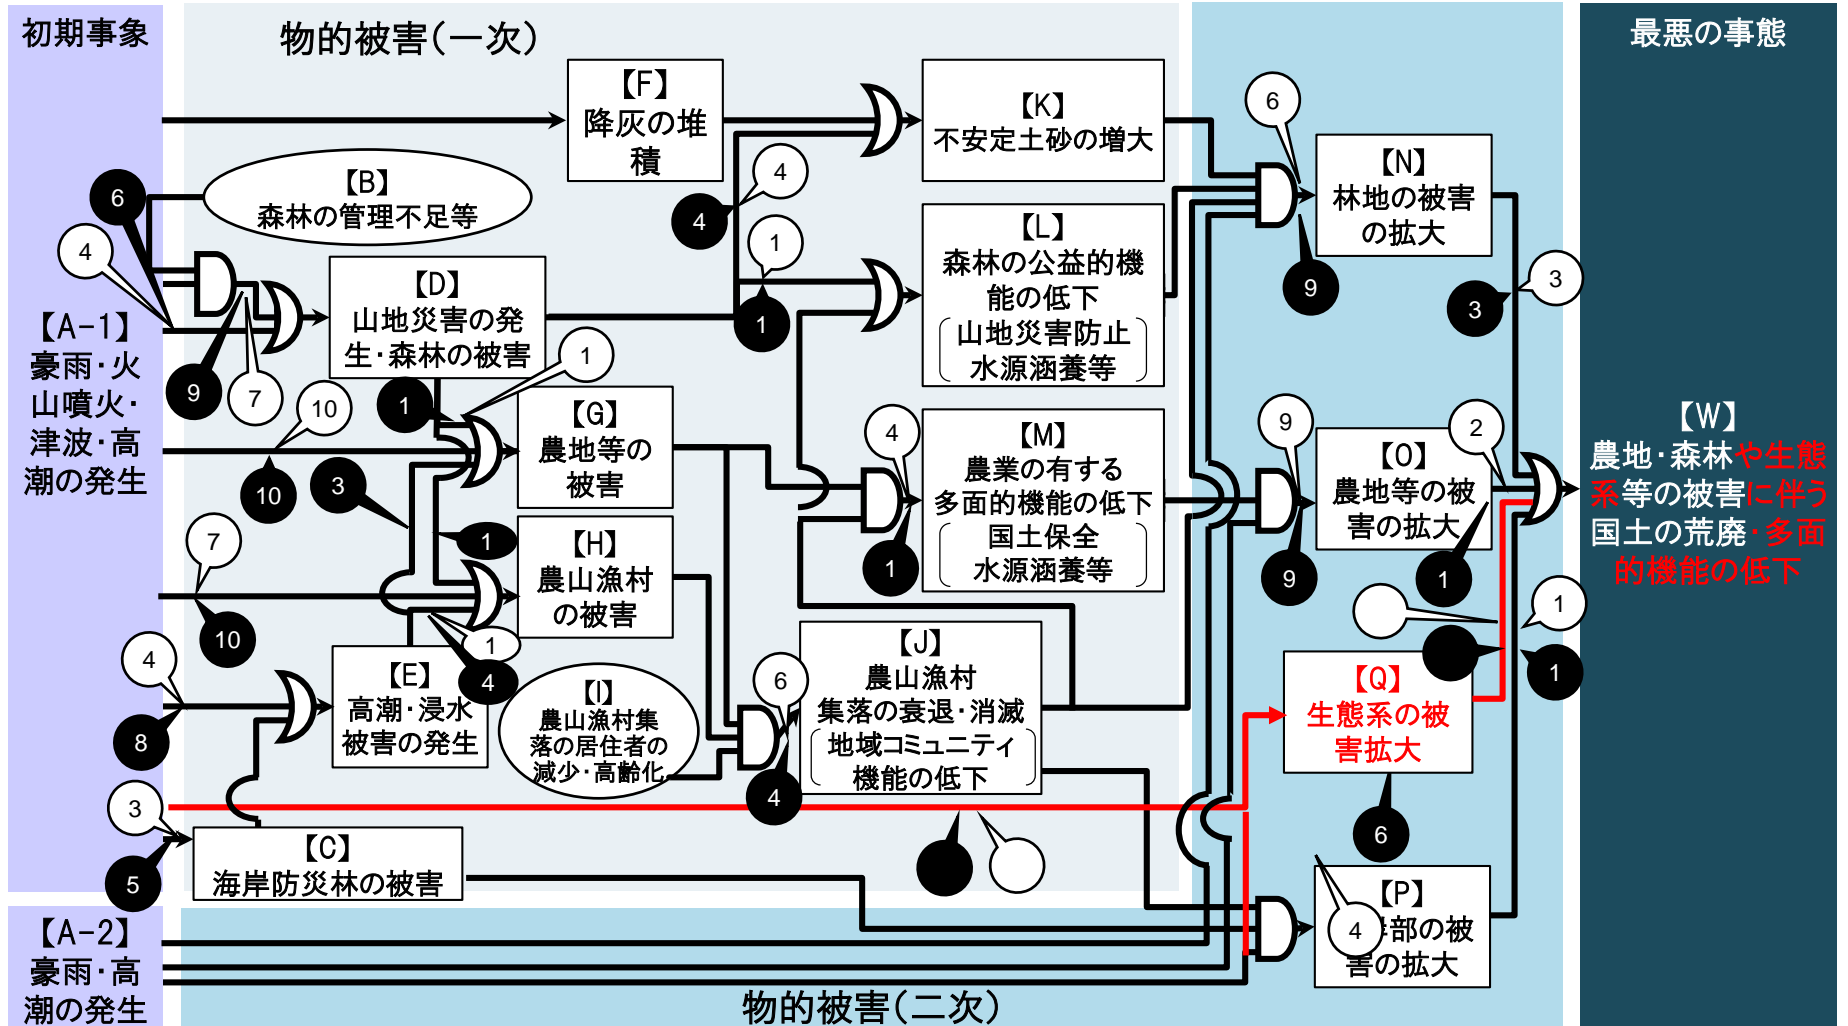 初期事象
物的被害(一次)
最悪の事態
【F】
降灰の堆
積
【K】
不安定土砂の増大
6
【N】
林地の被害
の拡大
【B】
森林の管理不足等
6
4
4
4
【A-1】
豪雨・火
山噴火・
津波・高
潮の発生
【D】
山地災害の発
生・森林の被害
9
7
1
1
【L】
森林の公益的機
能の低下
山地災害防止
水源涵養等
9
3
3
10
10
1
1
【G】
農地等の
被害
3
1
4
1
【M】
農業の有する
多面的機能の低下
国土保全
水源涵養等
9
9
【O】
農地等の被
害の拡大
2
1
【W】
農地・森林や生態
系等の被害に伴う
国土の荒廃・多面
的機能の低下
7
10
【H】
農山漁村
の被害
1
4
4
8
【E】
高潮・浸水
被害の発生
【I】
農山漁村集
落の居住者の
減少・高齢化
6
4
【J】
農山漁村
集落の衰退・消滅
地域コミュニティ
機能の低下
1
1
【Q】
生態系の被
害拡大
6
3
5
【C】
海岸防災林の被害
4
【P】
部の被
害の拡大
【A-2】
豪雨・高
潮の発生
物的被害(二次)